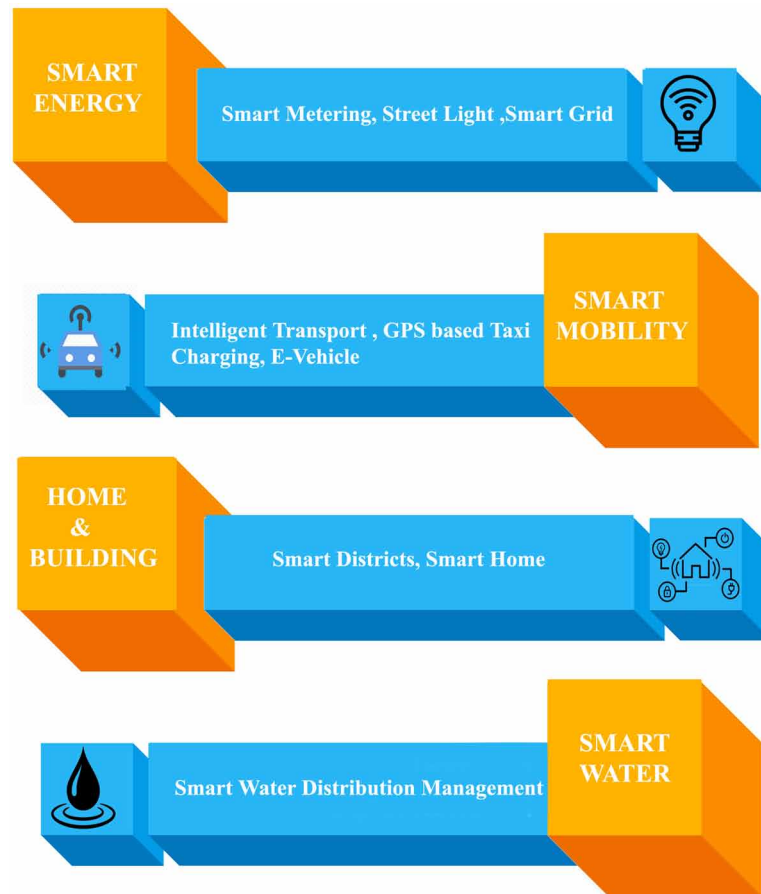 SMART
ENERGY
Smart Metering, Street Light ,Smart Grid
SMART
MOBILITY
Intelligent Transport , GPS based Taxi
Charging, E-Vehicle
HOME
&
BUILDING
Smart Districts, Smart Home
SMART
WATER
Smart Water Distribution Management